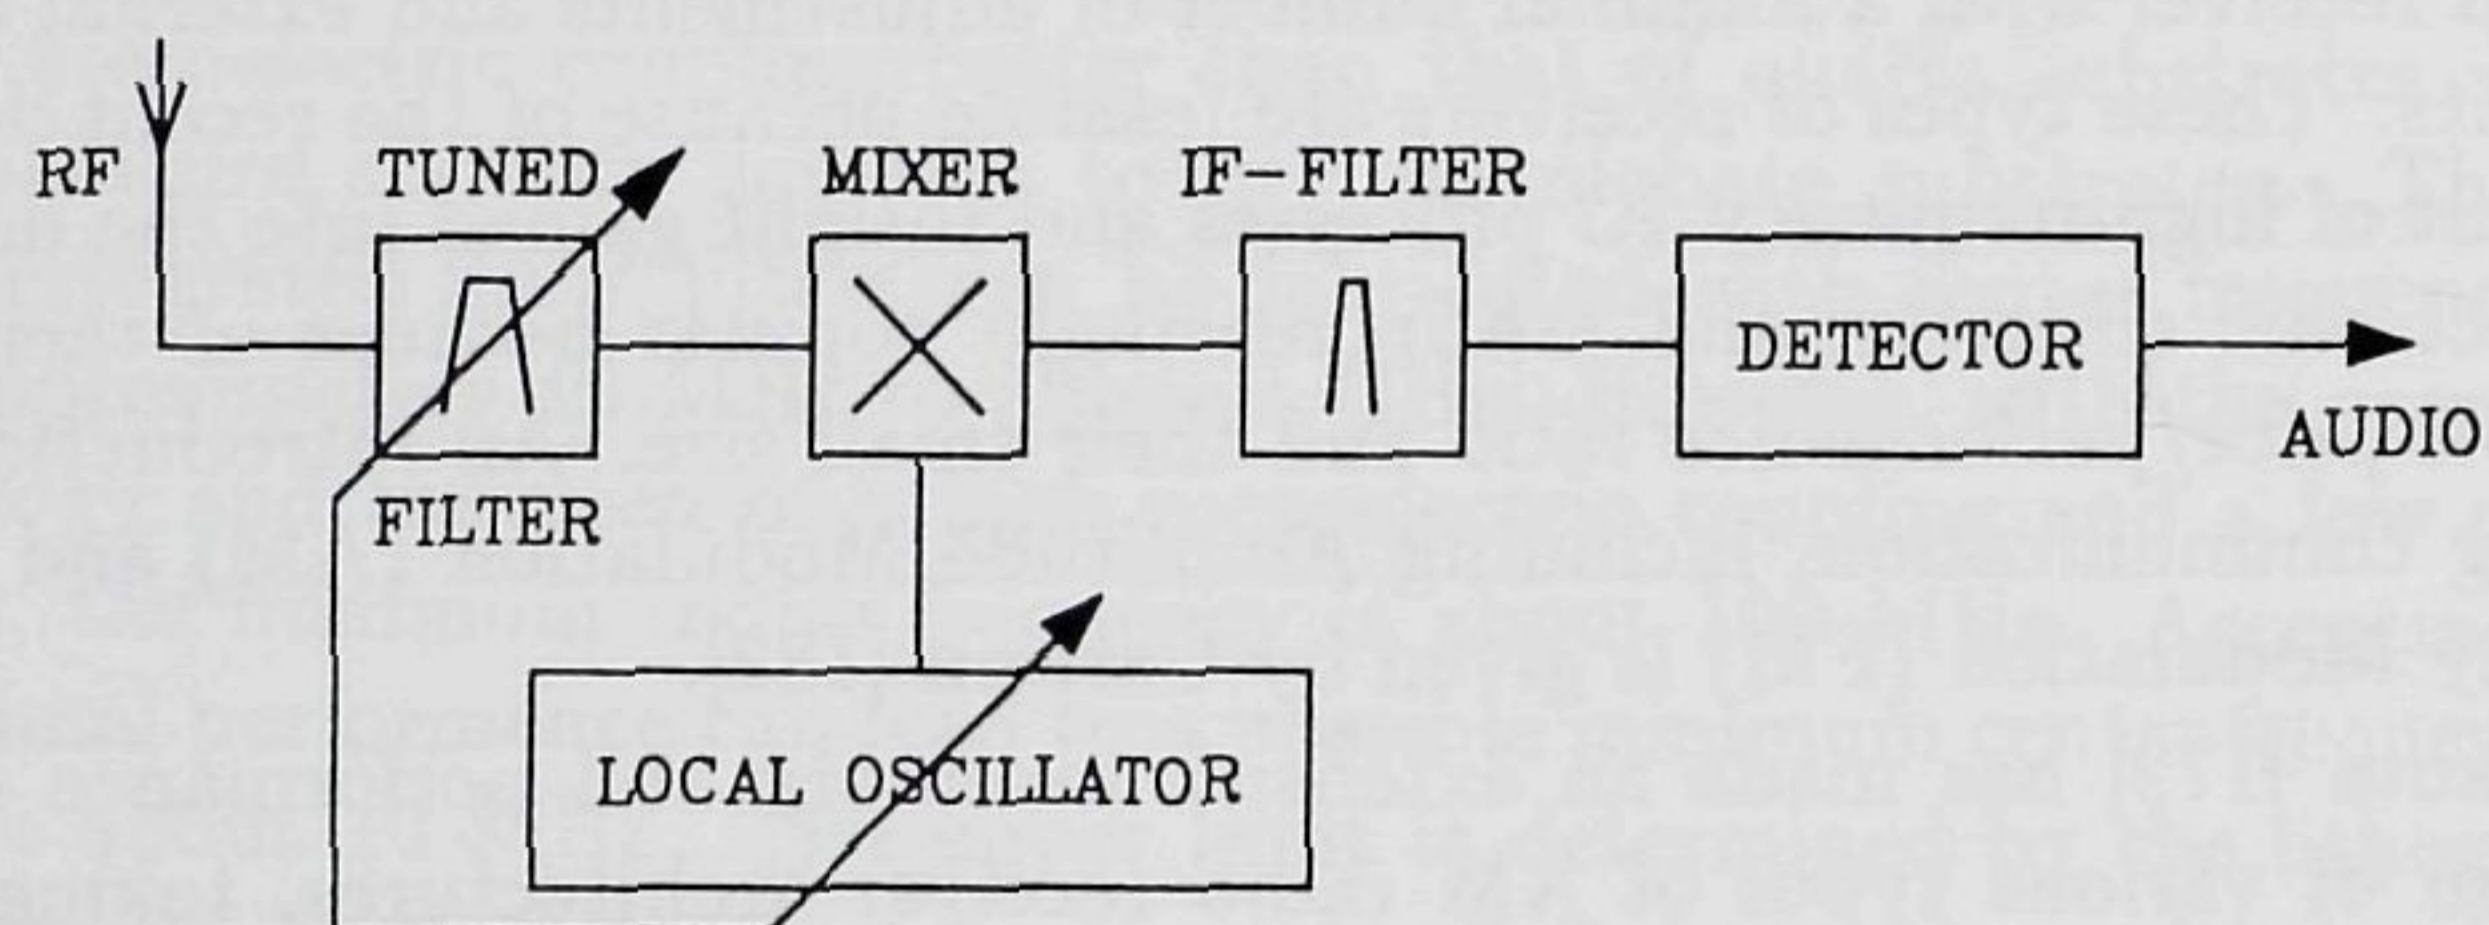 RF
TUNED
MIXER
IF-FILTER
DETECTOR
AUDIO
FILTER
LOCAL OSCILLATOR